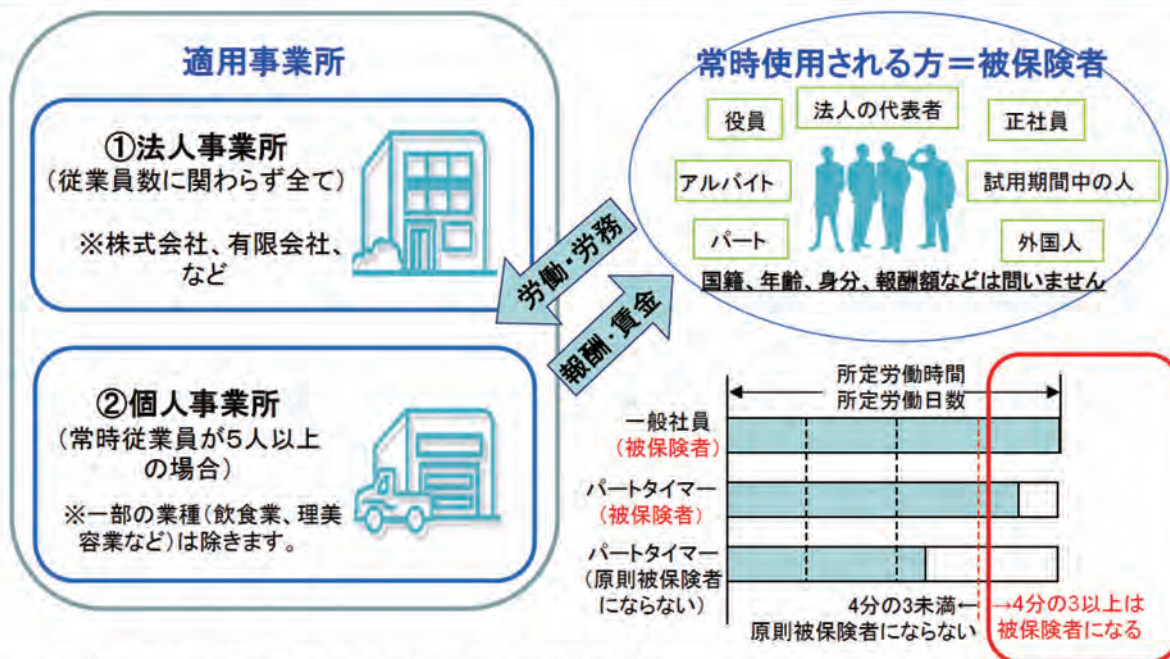 適用事業所
①法人事業所
（従業員数に関わらず全て）
※株式会社、有限会社、
など
②個人事業所
（常時従業員が５人以上
の場合）
※一部の業種（飲食業、理美
容業など）は除きます。
労働・労務
報酬・賃金
常時使用される方＝被保険者
役員
法人の代表者
正社員
アルバイト
試用期間中の人
パート
外国人
国籍、年齢、身分、報酬額などは問いません
所定労働時間
所定労働日数
一般社員
（被保険者）
パートタイマー
（被保険者）
パートタイマー
（原則被保険者
にならない）
4分の3未満←
原則被保険者にならない
→4分の3以上は
被保険者になる